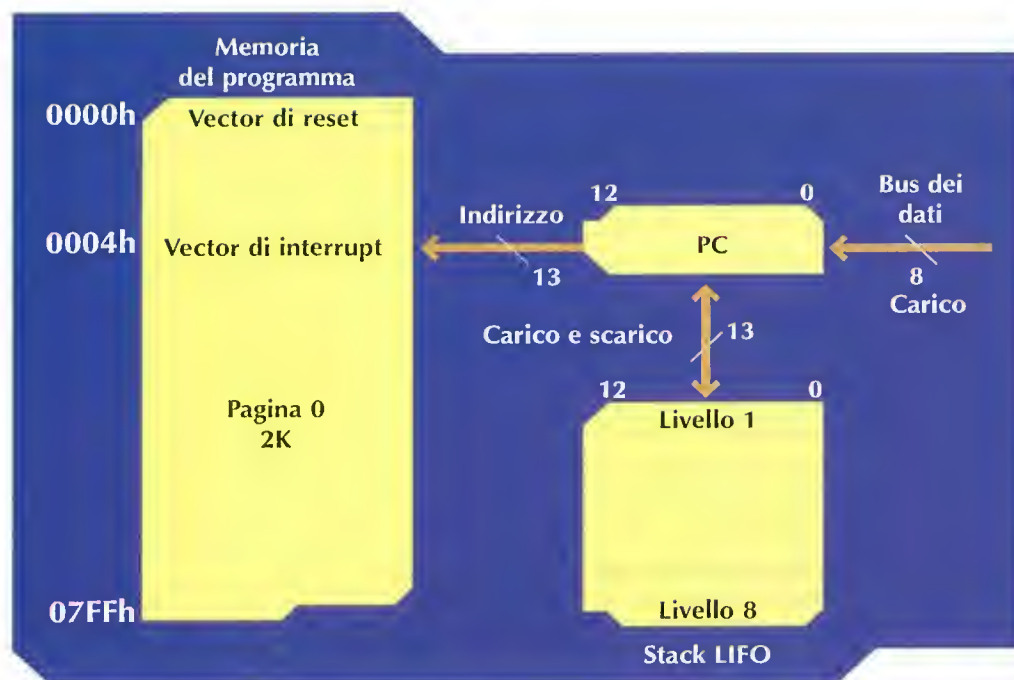 Memoria
del programma
0000h
Vector di reset
0004h
Vector di interrupt
Pagina 0
2K
07FFh
Indirizzo
13
12 0
PC
Bus dei
dati
8
Carico
Carico e scarico
13
12 0
Livello 1
Livello 8
Stack LIFO